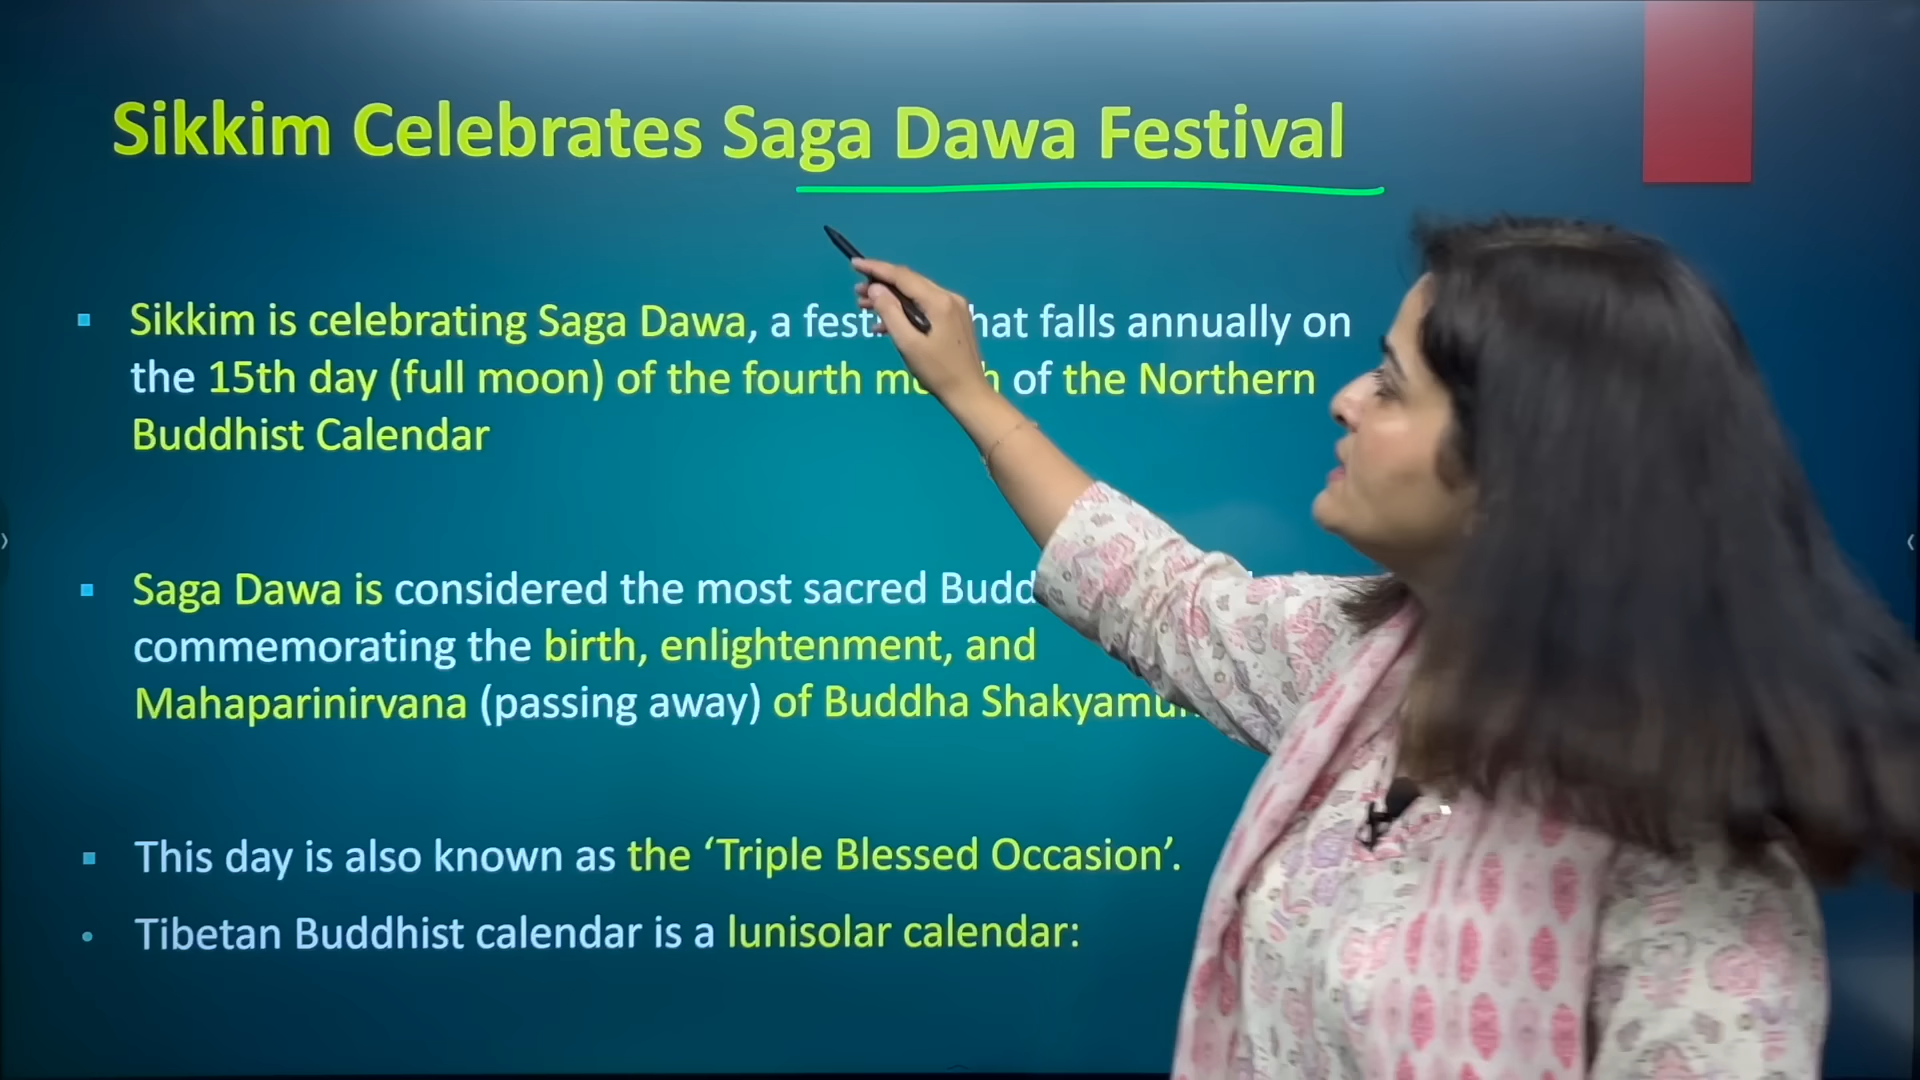 Sikkim Celebrates Saga Dawa Festival
Sikkim is celebrating Saga Dawa, a that falls annually on
the 15th day (full moon) of the fourth of the Northern
Buddhist Calendar
Saga Dawa is considered the most sacred
commemorating the birth, enlightenment, and
Mahaparinirvana (passing away) of Buddha
This day is also known as the ‘Triple Blessed Occasion’.
Tibetan Buddhist calendar is a lunisolar calendar: